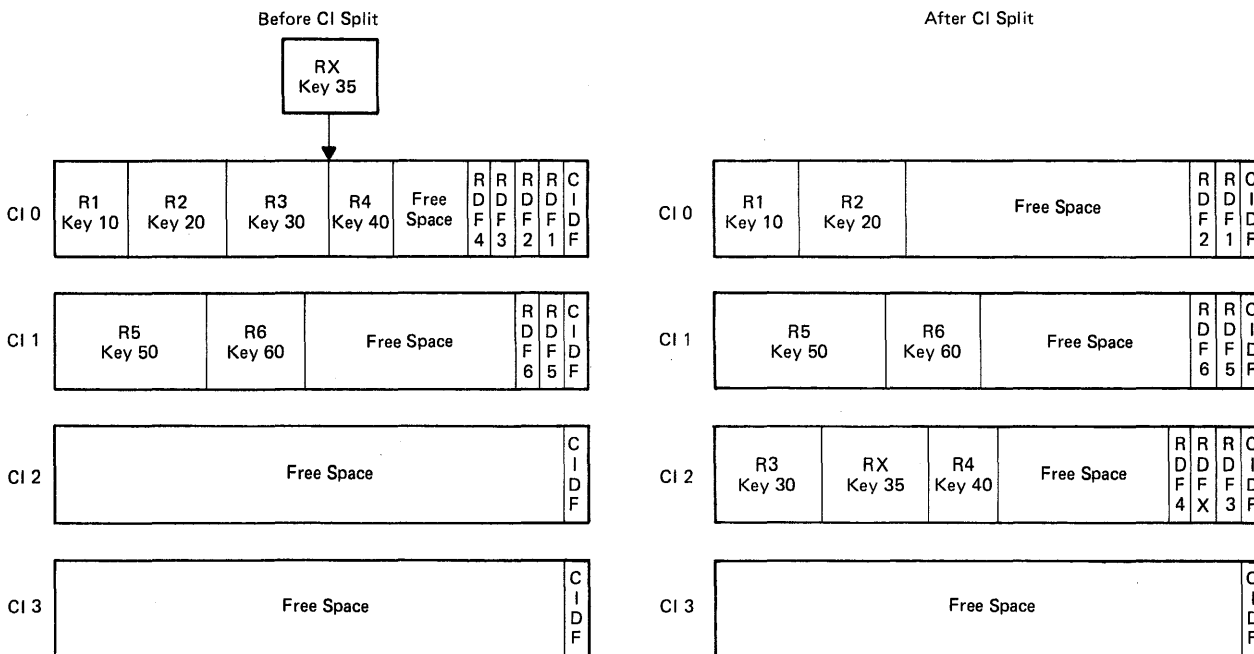 Before CI Split
After CI Split
RX
Key 35
CI 0
R1
Key 10
R2
Key 20
R3
Key 30
R4
Key 40
Free
Space
RDF4
RDF3
RDF2
RDF1
CIDF
CI 0
R1
Key 10
R2
Key 20
Free Space
RDF2
RDF1
CIDF
CI 1
R5
Key 50
R6
Key 60
Free Space
RDF6
RDF5
CIDF
CI 1
R5
Key 50
R6
Key 60
Free Space
RDF6
RDF5
CIDF
CI 2
Free Space
CIDF
CI 2
R3
Key 30
RX
Key 35
R4
Key 40
Free Space
RDF4
RDFX
RDF3
CIDF
CI 3
Free Space
CIDF
CI 3
Free Space
CIDF